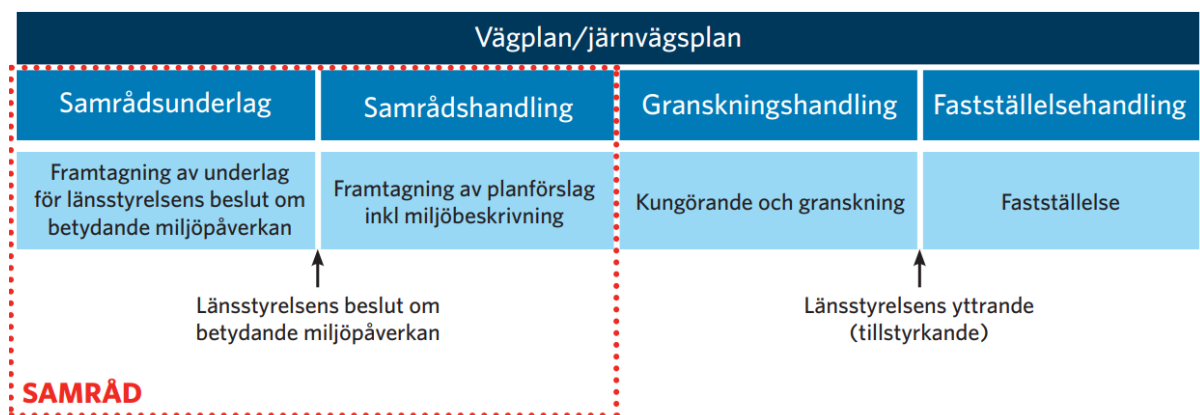 Vägplan/järnvägsplan
Samrådsunderlag
Samrådshandling
Granskningshandling
Fastställelsehandling
Framtagning av underlag
för länsstyrelsens beslut om
betydande miljöpåverkan
Framtagning av planförslag
inkl miljöbeskrivning
Kungörande och granskning
Fastställelse
Länsstyrelsens beslut om
betydande miljöpåverkan
Länsstyrelsens yttrande
(tillstyrkande)
SAMRÅD